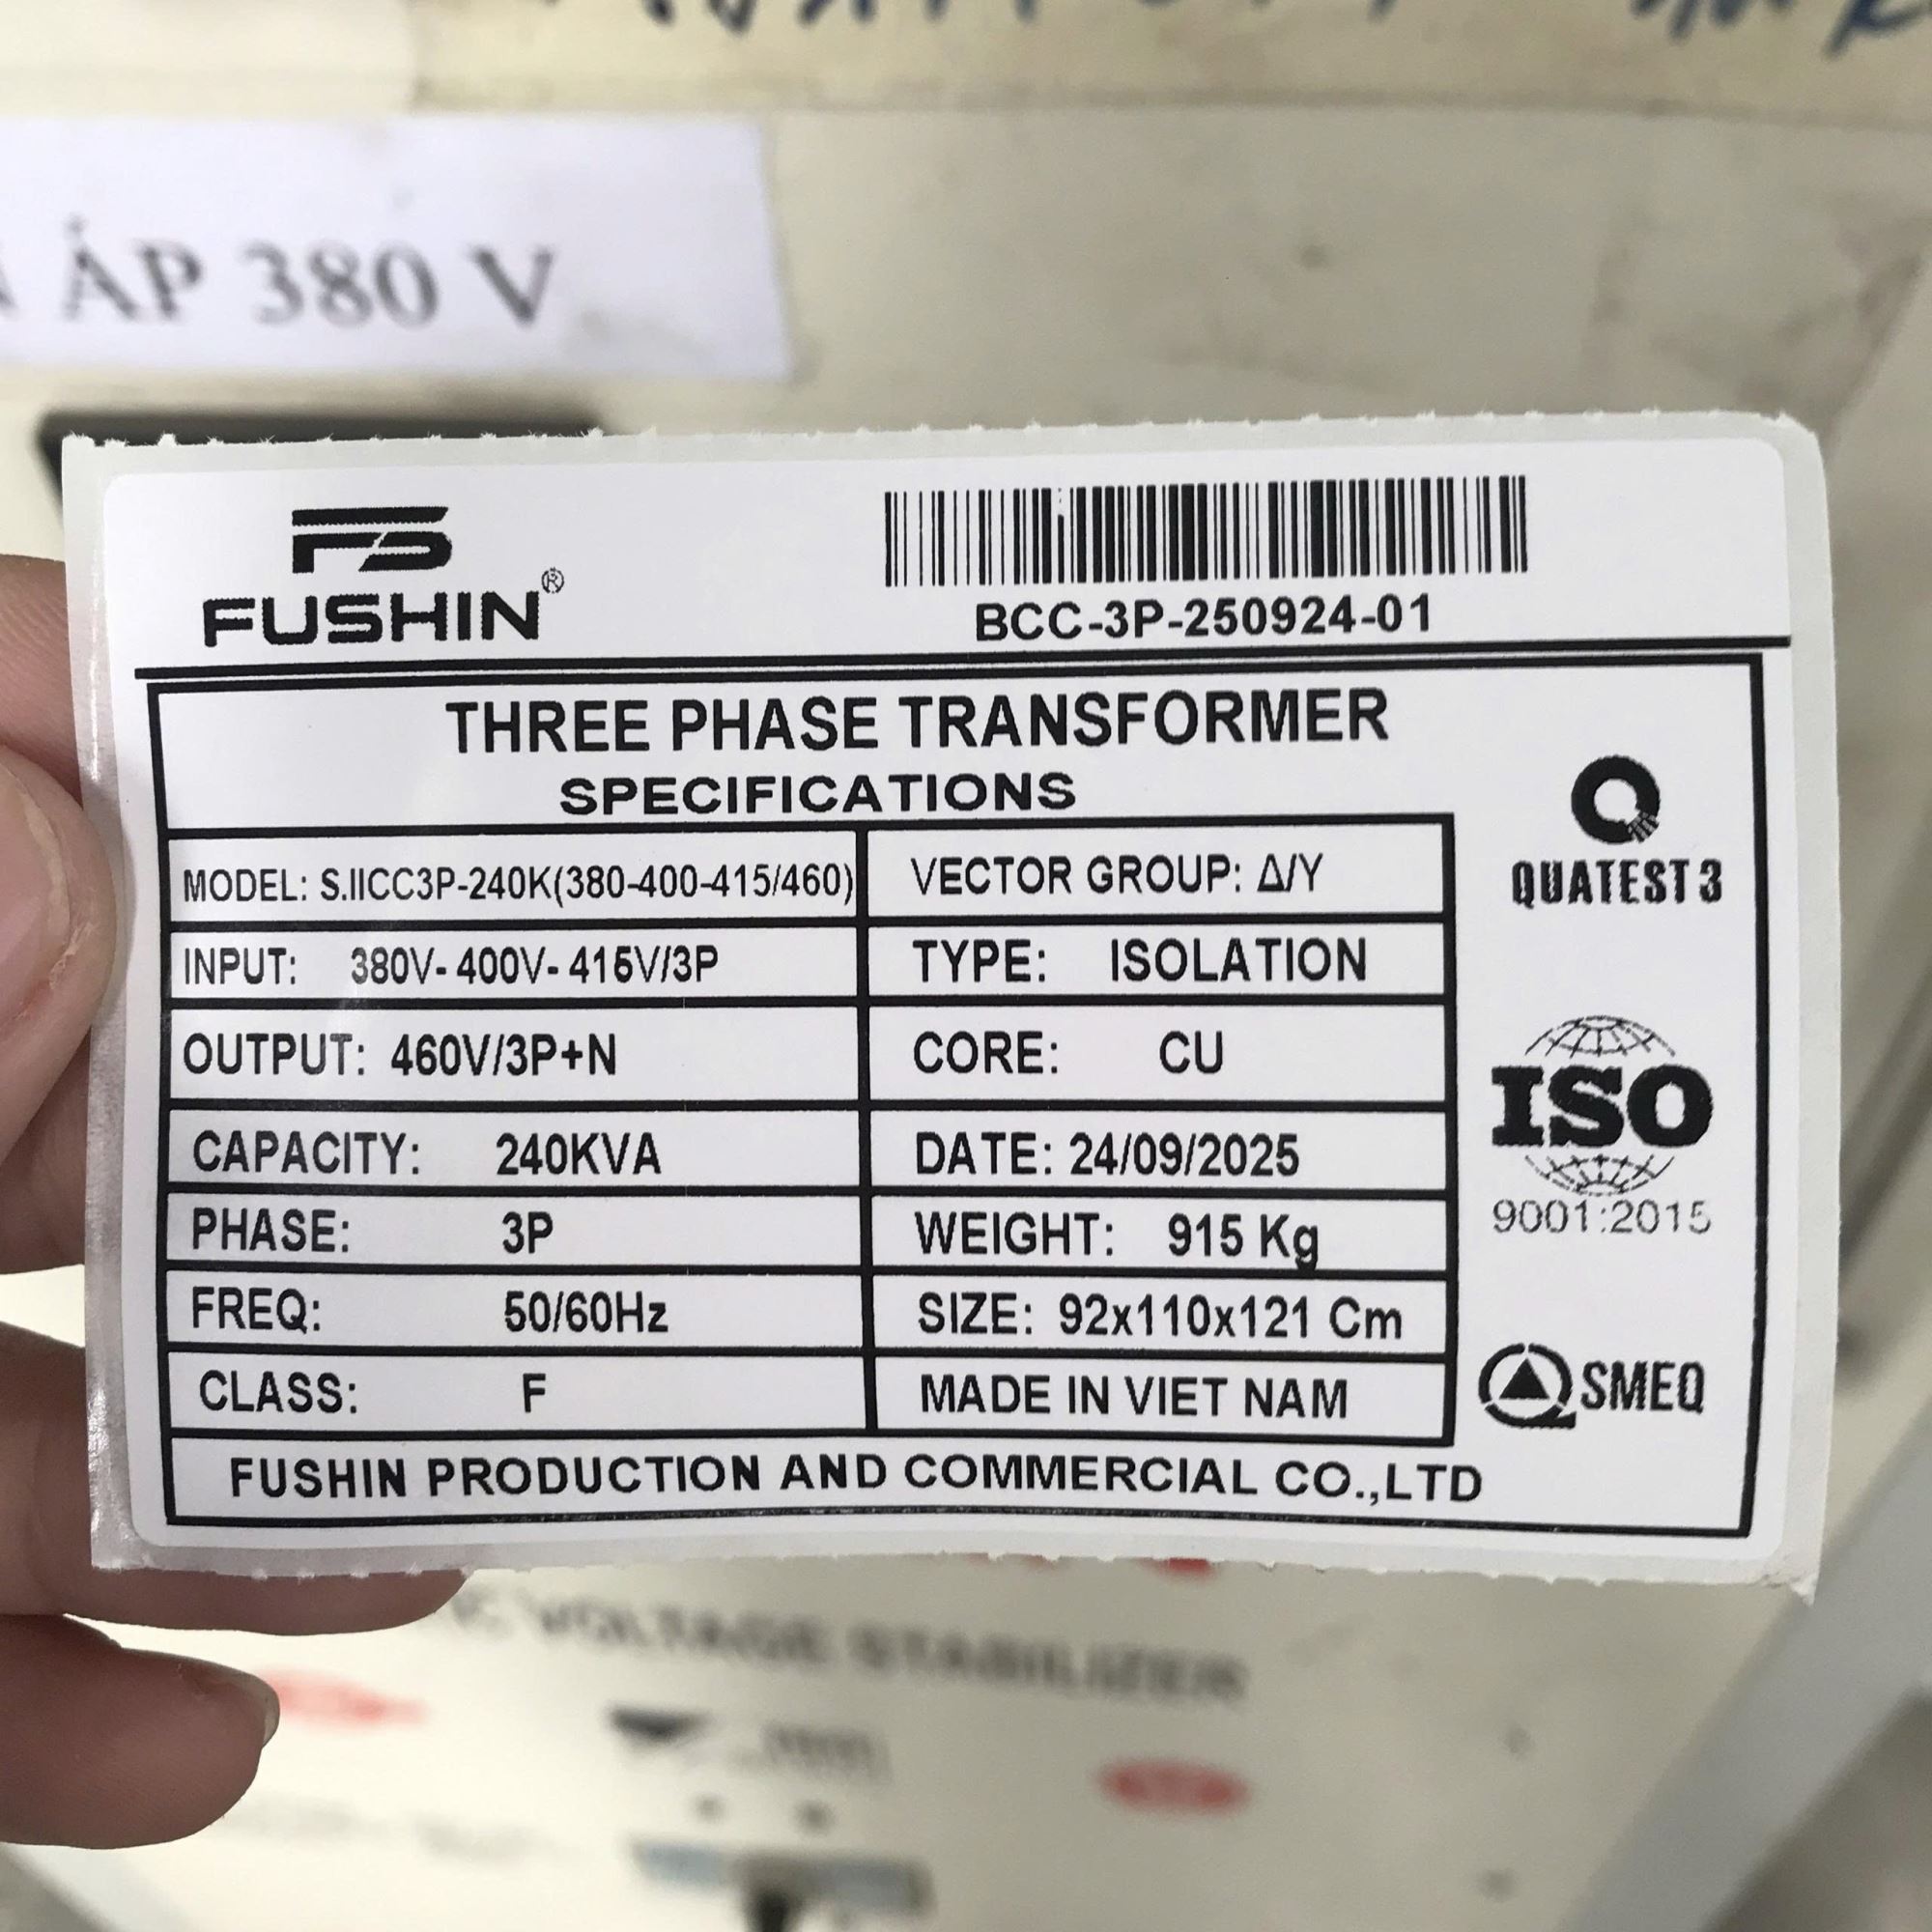 ÁP 380 V
FS
FUSHIN®
BCC-3P-250924-01
THREE PHASE TRANSFORMER
SPECIFICATIONS
MODEL: S.IICC3P-240K(380-400-415/460)
VECTOR GROUP: Δ/Y
INPUT: 380V- 400V- 415V/3P
TYPE: ISOLATION
OUTPUT: 460V/3P+N
CORE: CU
CAPACITY: 240KVA
DATE: 24/09/2025
PHASE: 3P
WEIGHT: 915 Kg
FREQ: 50/60Hz
SIZE: 92x110x121 Cm
CLASS: F
MADE IN VIET NAM
FUSHIN PRODUCTION AND COMMERCIAL CO.,LTD
QUATEST 3
ISO
9001:2015
SMEQ
VOLTAGE STABILIZER